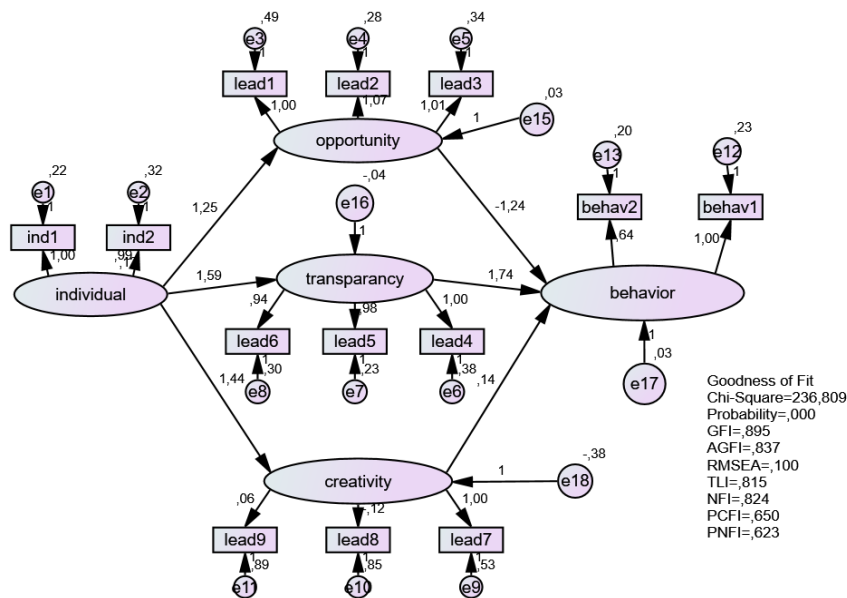 ,49
,28
,34
e3
e4
e5
1
1
1
lead1
lead2
lead3
1,00
1,07
1,01
,03
1
e15
opportunity
,20
,23
e13
e12
1
1
,22
,32
e1
e2
1
1
-,04
e16
1
behav2
behav1
1,25
-1,24
ind1
ind2
1,00
,99
,64
1,00
1,59
transparancy
1,74
individual
behavior
,94
,98
1,00
lead6
lead5
lead4
1
1
1
,30
,23
,38
e8
e7
e6
1
,03
e17
1,44
,14
Goodness of Fit
Chi-Square=236,809
Probability=,000
GFI=,895
AGFI=,837
RMSEA=,100
TLI=,815
NFI=,824
PCFI=,650
PNFI=,623
-,38
creativity
1
e18
,06
-,12
1,00
lead9
lead8
lead7
1
1
1
,89
,85
,53
e11
e10
e9